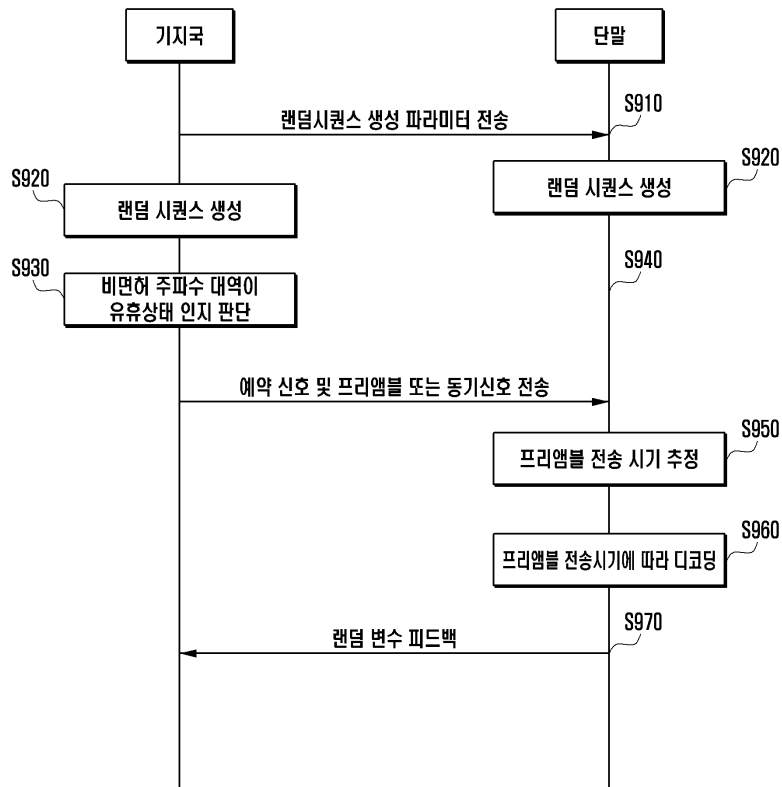 기지국
단말
랜덤시퀀스 생성 파라미터 전송
S910
S920
랜덤 시퀀스 생성
랜덤 시퀀스 생성
S920
S930
비면허 주파수 대역이
유휴상태 인지 판단
S940
예약 신호 및 프리앰블 또는 동기신호 전송
프리앰블 전송 시기 추정
S950
프리앰블 전송시기에 따라 디코딩
S960
랜덤 변수 피드백
S970